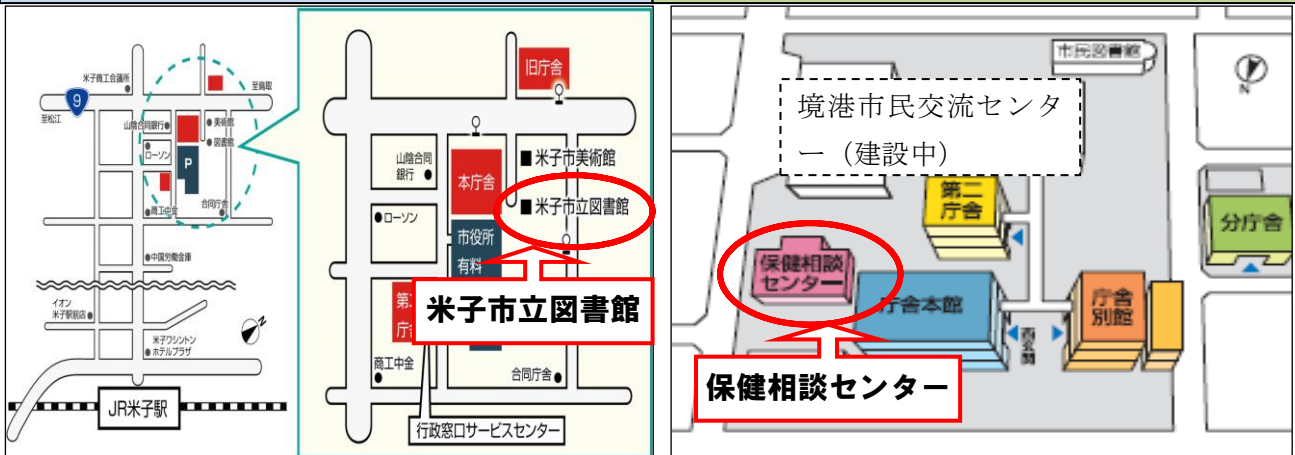 米子商工会議所
至鳥取
9
至松江
山陰合同銀行
美術館
図書館
ローソン
P
商工中金
合同庁舎
中国労働金庫
イオン
米子駅前店
米子ワシントン
ホテルプラザ
JR米子駅
旧庁舎
山陰合同
銀行
本庁舎
■ 米子市美術館
■ 米子市立図書館
ローソン
市役所
有料
米子市立図書館
商工中金
合同庁舎
行政窓口サービスセンター
市民図書館
N
境港市民交流センタ
ー（建設中）
第二
庁舎
分庁舎
保健相談
センター
庁舎本館
西玄関
庁舎
別館
保健相談センター